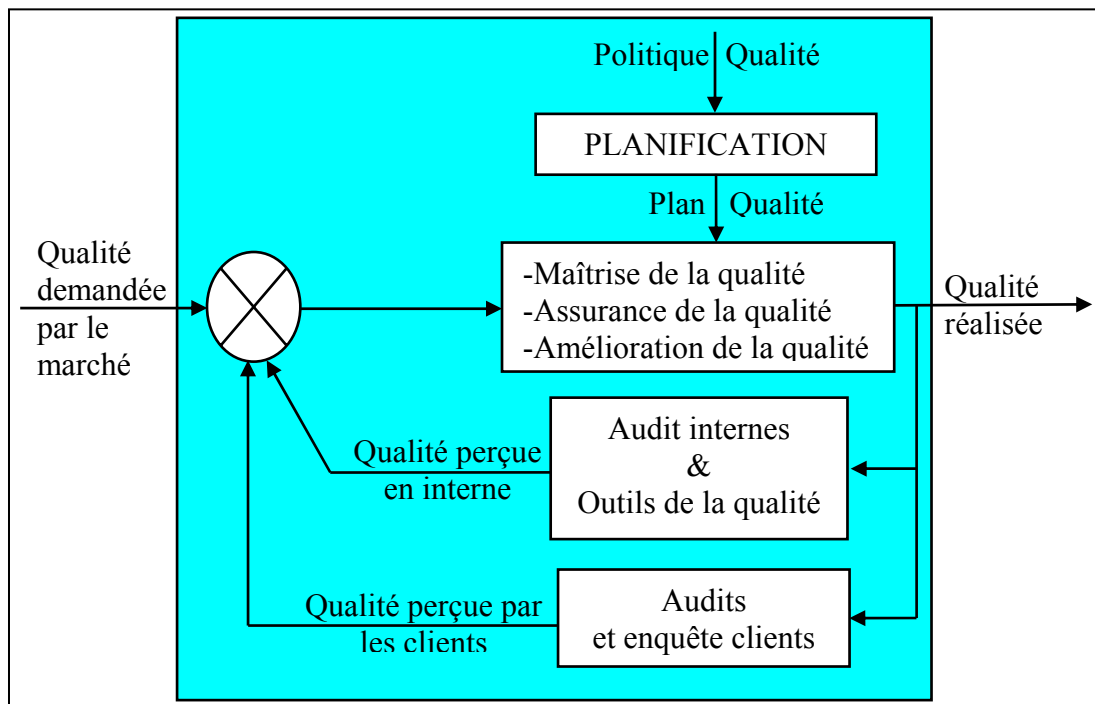 Politique Qualité
PLANIFICATION
Plan Qualité
Qualité
demandée
par le
marché
-Maîtrise de la qualité
-Assurance de la qualité
-Amélioration de la qualité
Qualité
réalisée
Qualité perçue
en interne
Audit internes
&
Outils de la qualité
Qualité perçue par
les clients
Audits
et enquête clients